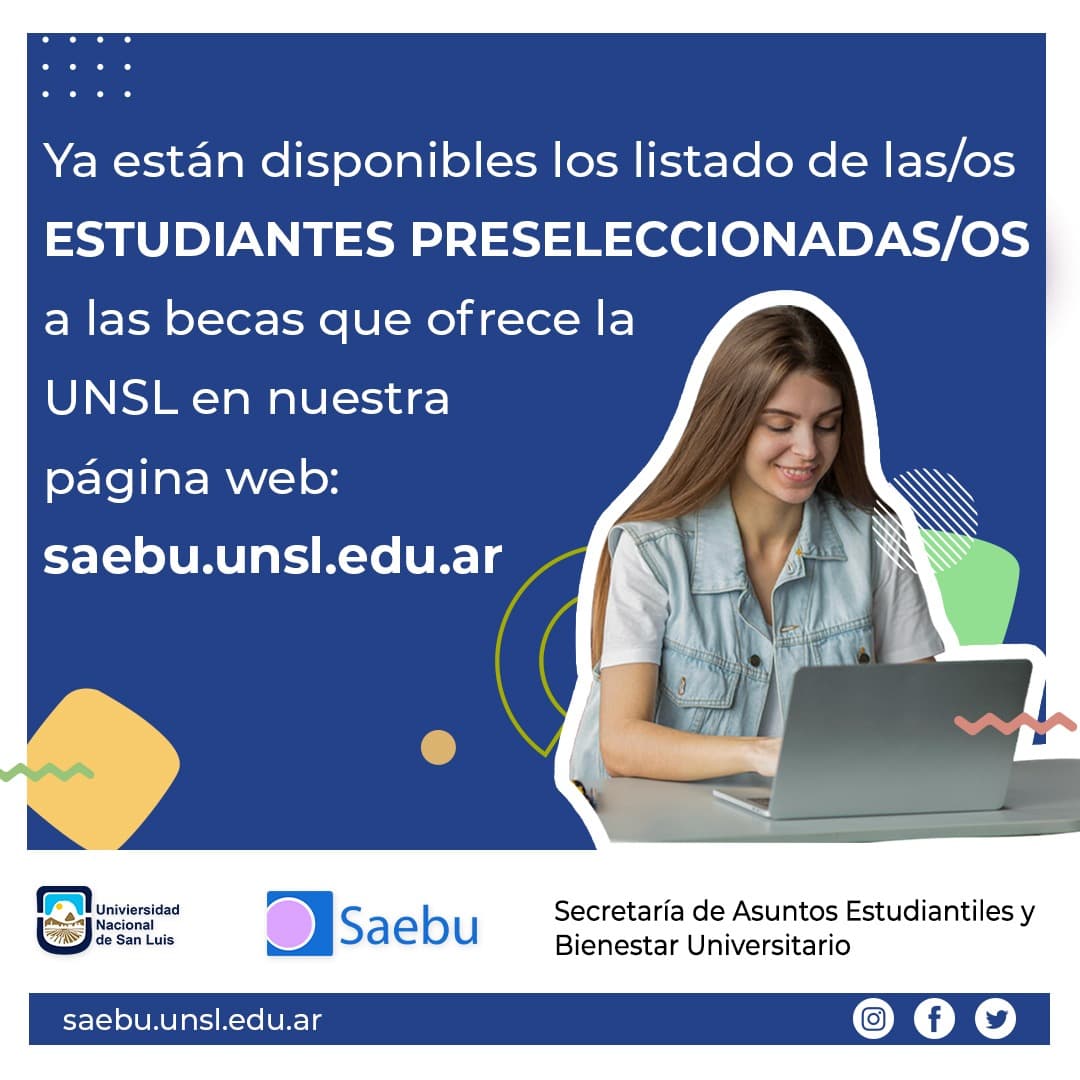 Ya están disponibles los listado de las/os
ESTUDIANTES PRESELECCIONADAS/OS
a las becas que ofrece la
UNSL en nuestra
página web:
saebu.unsl.edu.ar
Univiersidad
Nacional
de San Luis
Saebu
Secretaría de Asuntos Estudiantiles y
Bienestar Universitario
saebu.unsl.edu.ar